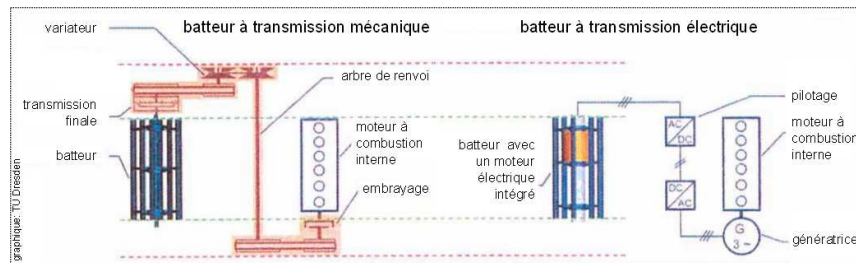 batteur à transmission mécanique
batteur à transmission électrique
variateur
arbre de renvoi
transmission
finale
batteur
moteur à
combustion
interne
embrayage
batteur avec
un moteur
électrique
intégré
AC
DC
DC
AC
pilotage
moteur à
combustion
interne
G
3 ~
génératrice
graphique: TU Dresden